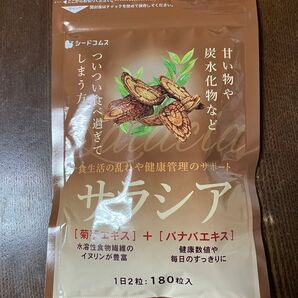 シードコムス
甘い物や
炭水化物など
ついつい食べ過ぎて
しまう方へ
Salacia
食生活の乱れや健康管理のサポート
サラシア
[菊芋エキス]+[バナバエキス]
水溶性食物繊維の
イヌリンが豊富
健康数値や
毎日のすっきりに
1日2粒:180粒入